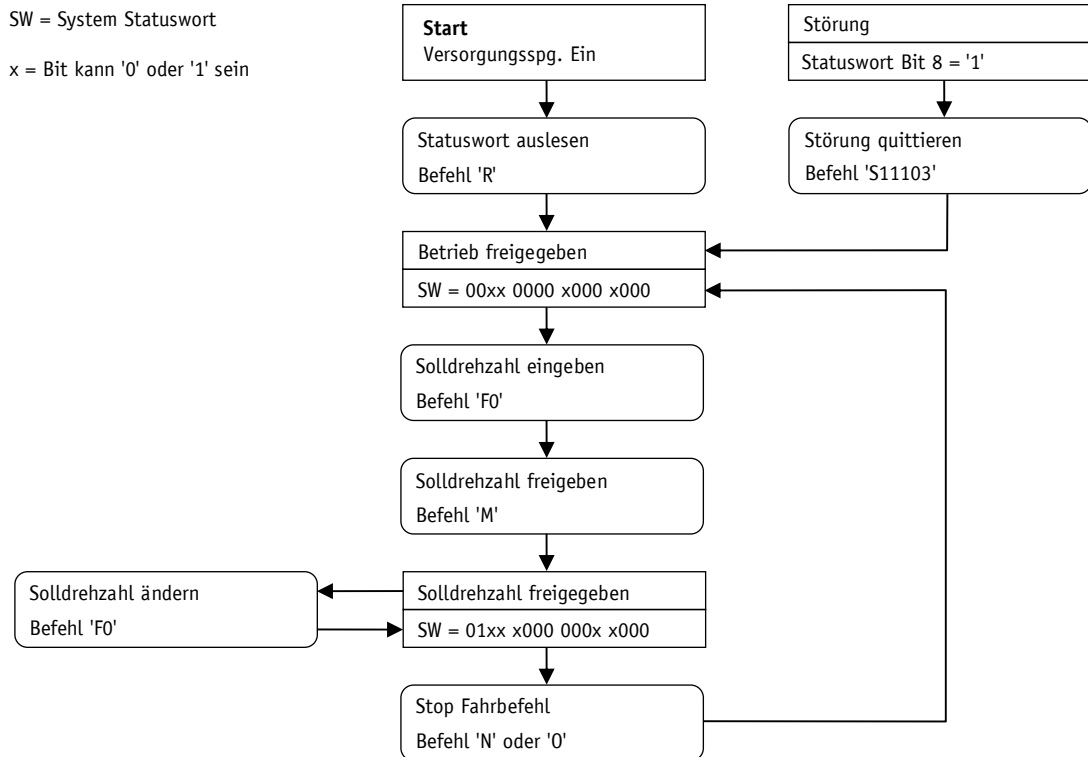 SW = System Statuswort
x = Bit kann '0' oder '1' sein
Start
Versorgungsspg. Ein
Störung
Statuswort Bit 8 = '1'
Statuswort auslesen
Befehl 'R'
Störung quittieren
Befehl 'S11103'
Betrieb freigegeben
SW = 00xx 0000 x000 x000
Solldrehzahl eingeben
Befehl 'F0'
Solldrehzahl freigeben
Befehl 'M'
Solldrehzahl ändern
Befehl 'F0'
Solldrehzahl freigegeben
SW = 01xx x000 000x x000
Stop Fahrbefehl
Befehl 'N' oder 'O'